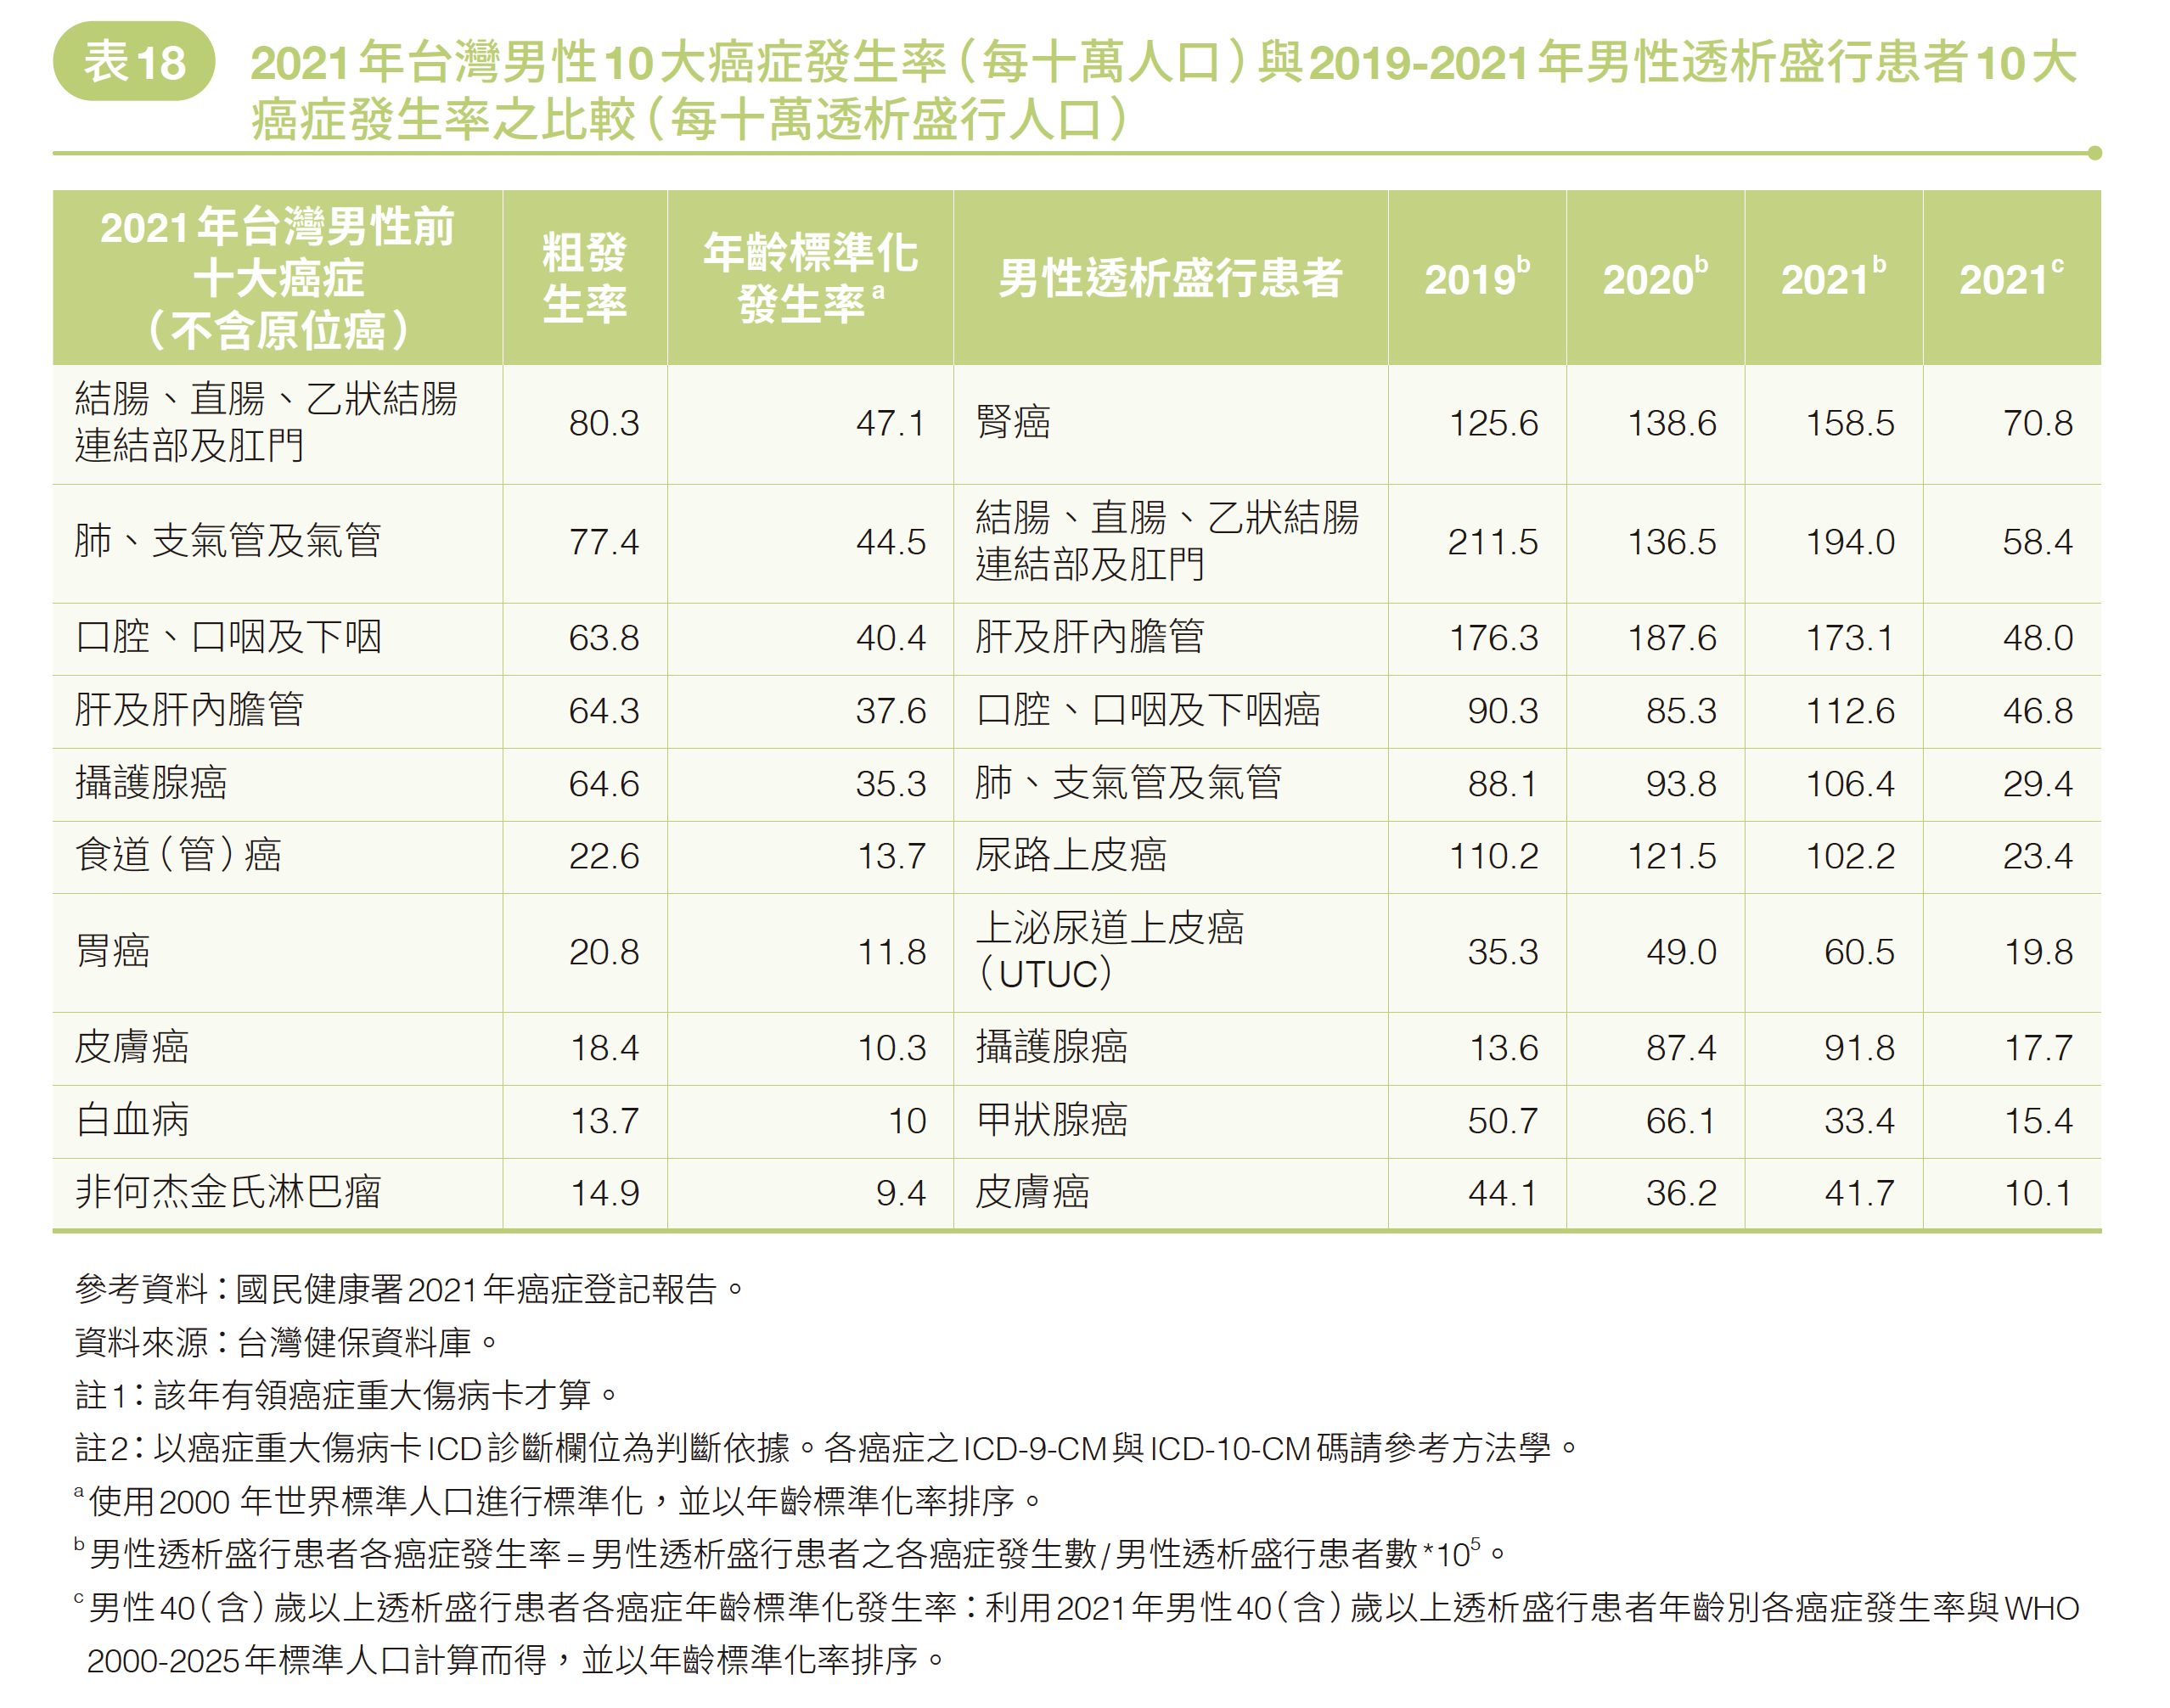 表18
2021年台灣男性10大癌症發生率（每十萬人口）與2019-2021年男性透析盛行患者10大
癌症發生率之比較（每十萬透析盛行人口）
2021年台灣男性前
十大癌症
（不含原位癌）
粗發
生率
年齡標準化
發生率a
男性透析盛行患者 2019b 2020b 2021b 2021c
結腸、直腸、乙狀結腸
連結部及肛門
80.3 47.1 腎癌 125.6 138.6 158.5 70.8
肺、支氣管及氣管 77.4 44.5
結腸、直腸、乙狀結腸
連結部及肛門
211.5 136.5 194.0 58.4
口腔、口咽及下咽 63.8 40.4 肝及肝內膽管 176.3 187.6 173.1 48.0
肝及肝內膽管 64.3 37.6 口腔、口咽及下咽癌 90.3 85.3 112.6 46.8
攝護腺癌 64.6 35.3 肺、支氣管及氣管 88.1 93.8 106.4 29.4
食道（管）癌 22.6 13.7 尿路上皮癌 110.2 121.5 102.2 23.4
胃癌 20.8 11.8
上泌尿道上皮癌
（UTUC）
35.3 49.0 60.5 19.8
皮膚癌 18.4 10.3 攝護腺癌 13.6 87.4 91.8 17.7
白血病 13.7 10 甲狀腺癌 50.7 66.1 33.4 15.4
非何杰金氏淋巴瘤 14.9 9.4 皮膚癌 44.1 36.2 41.7 10.1
參考資料：國民健康署2021年癌症登記報告。
資料來源：台灣健保資料庫。
註1：該年有領癌症重大傷病卡才算。
註2：以癌症重大傷病卡ICD診斷欄位為判斷依據。各癌症之ICD-9-CM與ICD-10-CM碼請參考方法學。
a 使用2000 年世界標準人口進行標準化，並以年齡標準化率排序。
b 男性透析盛行患者各癌症發生率=男性透析盛行患者之各癌症發生數/男性透析盛行患者數*10⁵。
c 男性40（含）歲以上透析盛行患者各癌症年齡標準化發生率：利用2021年男性40（含）歲以上透析盛行患者年齡別各癌症發生率與WHO
2000-2025年標準人口計算而得，並以年齡標準化率排序。